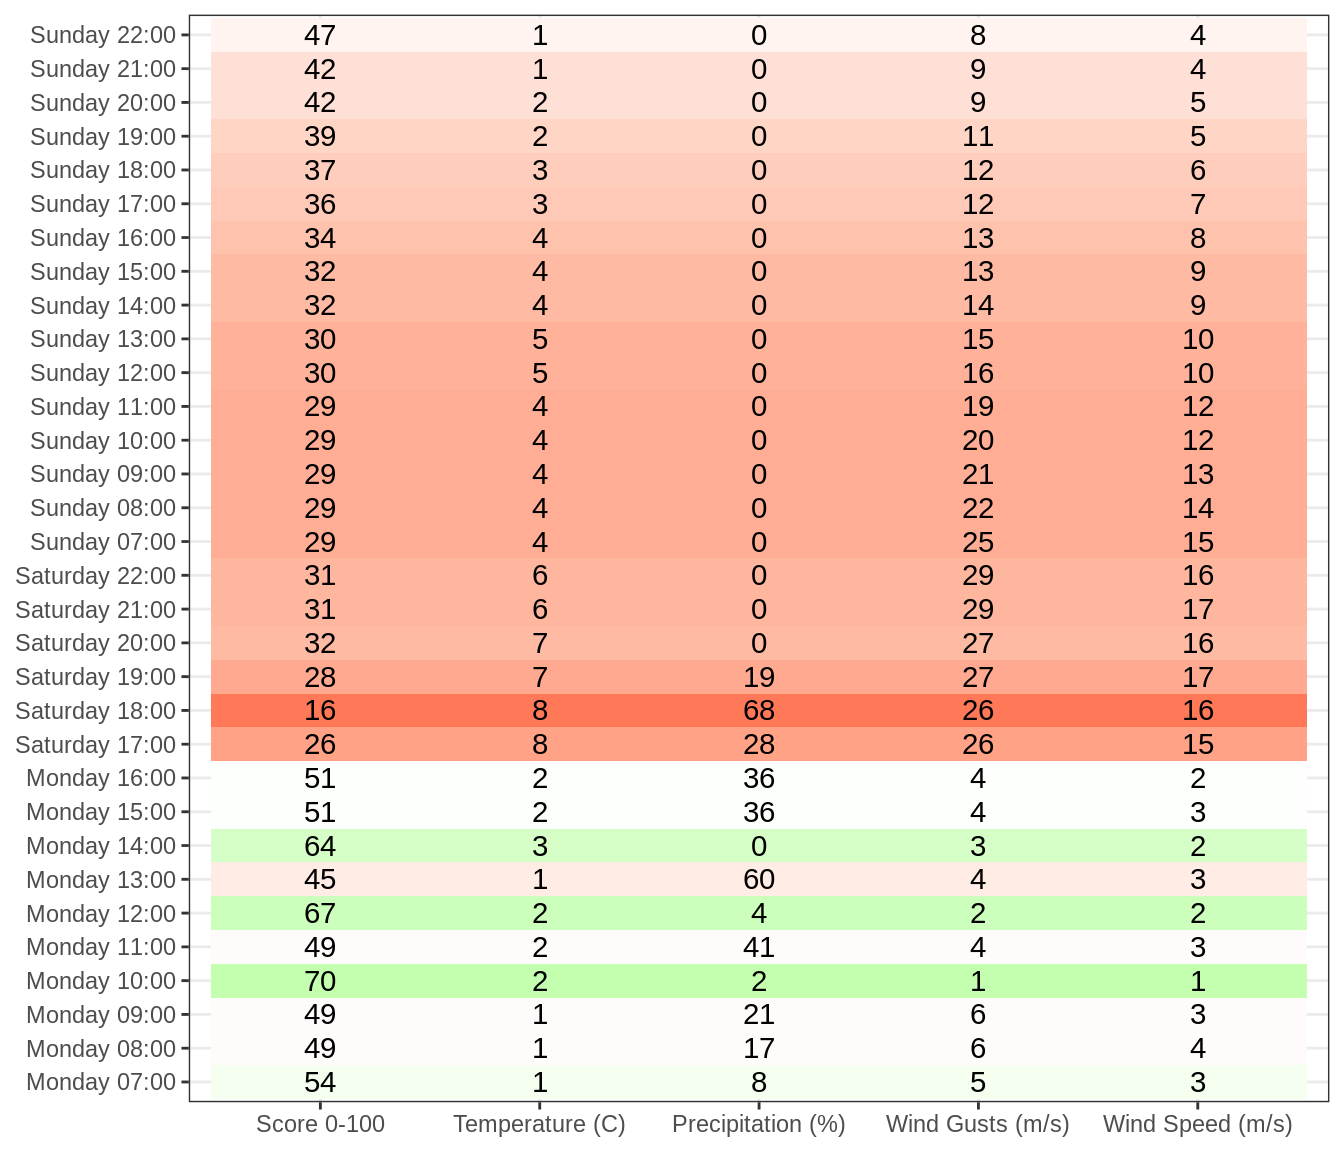 Sunday 22:00 47 1 0 8 4
Sunday 21:00 42 1 0 9 4
Sunday 20:00 42 2 0 9 5
Sunday 19:00 39 2 0 11 5
Sunday 18:00 37 3 0 12 6
Sunday 17:00 36 3 0 12 7
Sunday 16:00 34 4 0 13 8
Sunday 15:00 32 4 0 13 9
Sunday 14:00 32 4 0 14 9
Sunday 13:00 30 5 0 15 10
Sunday 12:00 30 5 0 16 10
Sunday 11:00 29 4 0 19 12
Sunday 10:00 29 4 0 20 12
Sunday 09:00 29 4 0 21 13
Sunday 08:00 29 4 0 22 14
Sunday 07:00 29 4 0 25 15
Saturday 22:00 31 6 0 29 16
Saturday 21:00 31 6 0 29 17
Saturday 20:00 32 7 0 27 16
Saturday 19:00 28 7 19 27 17
Saturday 18:00 16 8 68 26 16
Saturday 17:00 26 8 28 26 15
Monday 16:00 51 2 36 4 2
Monday 15:00 51 2 36 4 3
Monday 14:00 64 3 0 3 2
Monday 13:00 45 1 60 4 3
Monday 12:00 67 2 4 2 2
Monday 11:00 49 2 41 4 3
Monday 10:00 70 2 2 1 1
Monday 09:00 49 1 21 6 3
Monday 08:00 49 1 17 6 4
Monday 07:00 54 1 8 5 3
Score 0-100 Temperature (C) Precipitation (%) Wind Gusts (m/s) Wind Speed (m/s)